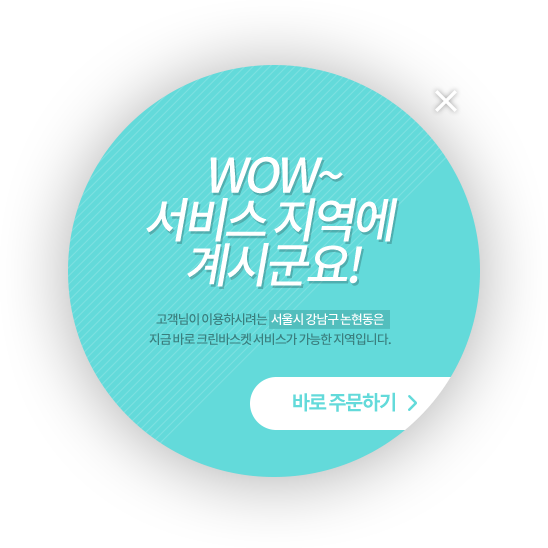 WOW~
서비스 지역에
계시군요!
고객님이 이용하시려는 서울시 강남구 논현동은
지금 바로 크린바스켓 서비스가 가능한 지역입니다.
바로 주문하기